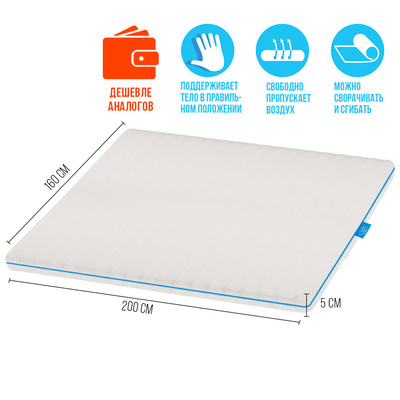 ДЕШЕВЛЕ
АНАЛОГОВ
ПОДДЕРЖИВАЕТ
ТЕЛО В ПРАВИЛЬ-
НОМ ПОЛОЖЕНИИ
СВОБОДНО
ПРОПУСКАЕТ
ВОЗДУХ
МОЖНО
СВОРАЧИВАТЬ
И СГИБАТЬ
160 СМ
200 СМ
5 СМ